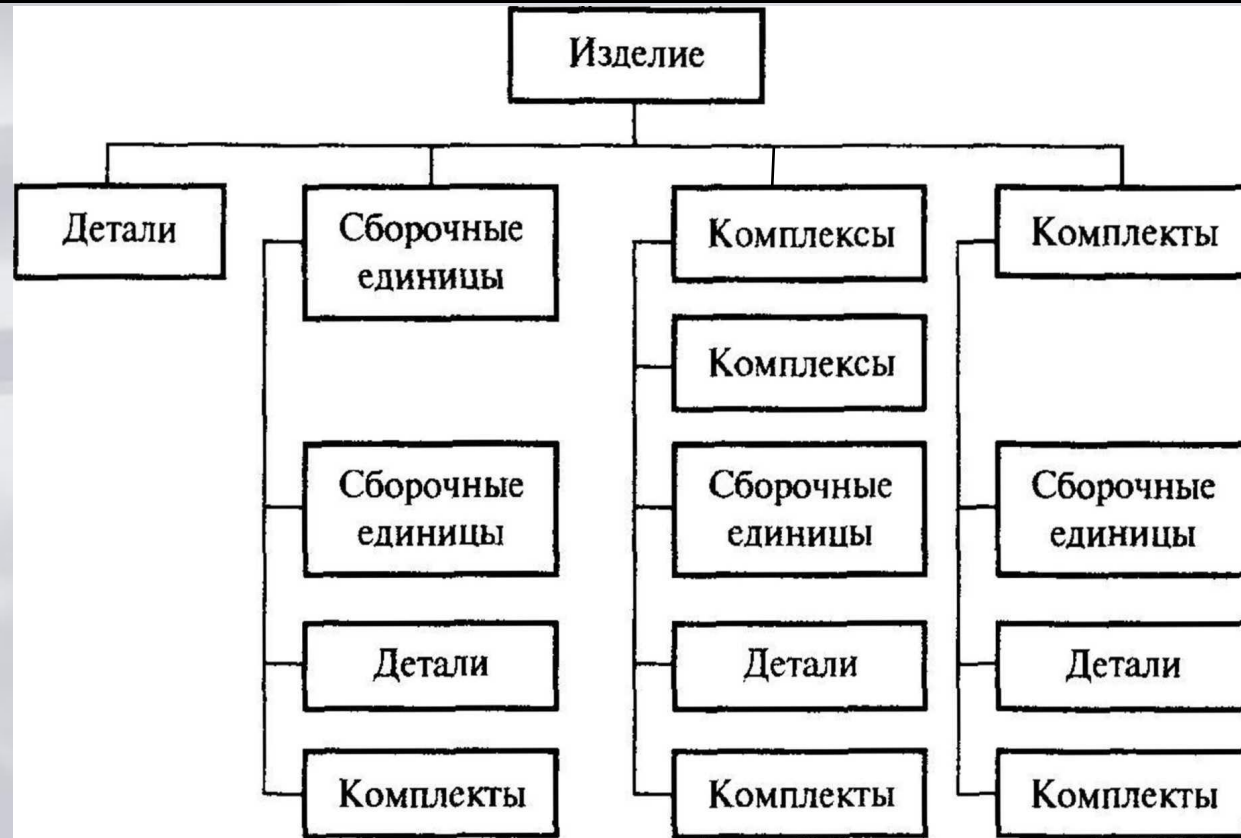 Изделие
Детали
Сборочные
единицы
Комплексы
Комплекты
Комплексы
Сборочные
единицы
Сборочные
единицы
Сборочные
единицы
Детали
Детали
Детали
Комплекты
Комплекты
Комплекты